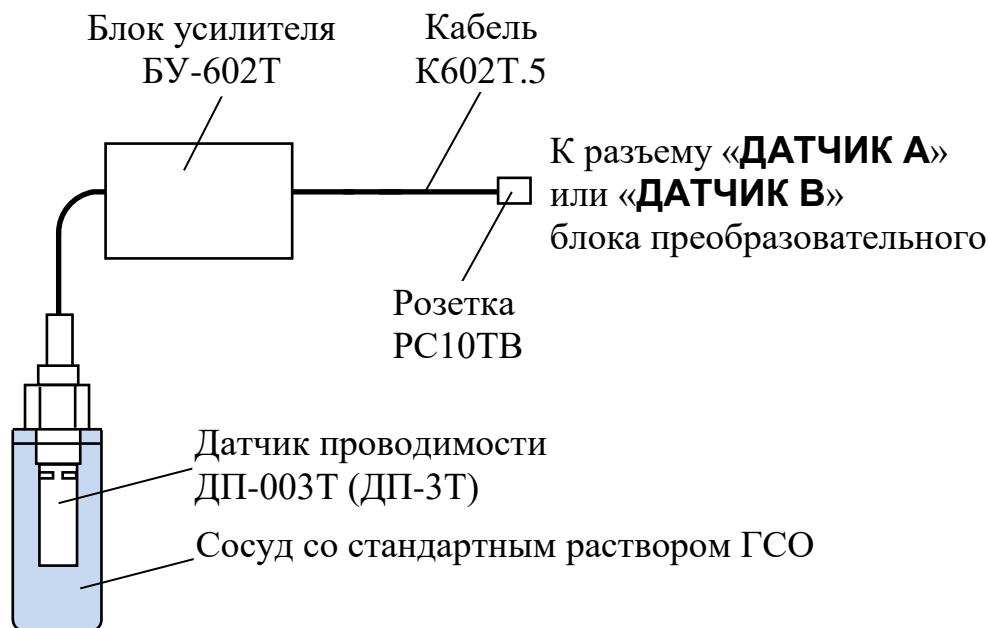 Блок усилителя
БУ-602Т
Кабель
К602Т.5
К разъему «ДАТЧИК А»
или «ДАТЧИК В»
блока преобразовательного
Розетка
РС10ТВ
Датчик проводимости
ДП-003Т (ДП-3Т)
Сосуд со стандартным раствором ГСО